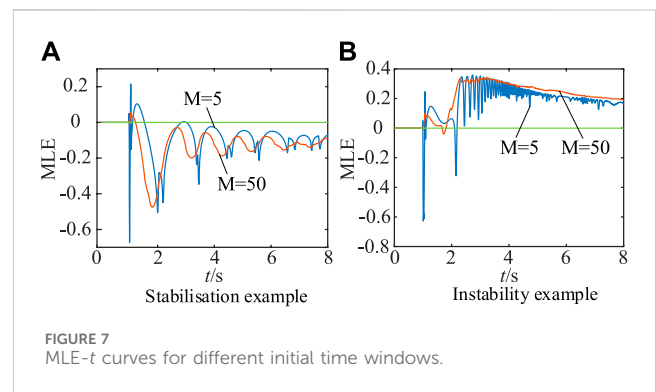 A
B
0.2
0
-0.2
-0.4
-0.6
MLE
M=5
M=50
0
2
4
6
8
t/s
Stabilisation example
0.4
0.2
0
-0.2
-0.4
-0.6
-0.8
MLE
M=5
M=50
0
2
4
6
8
t/s
Instability example
FIGURE 7
MLE-t curves for different initial time windows.